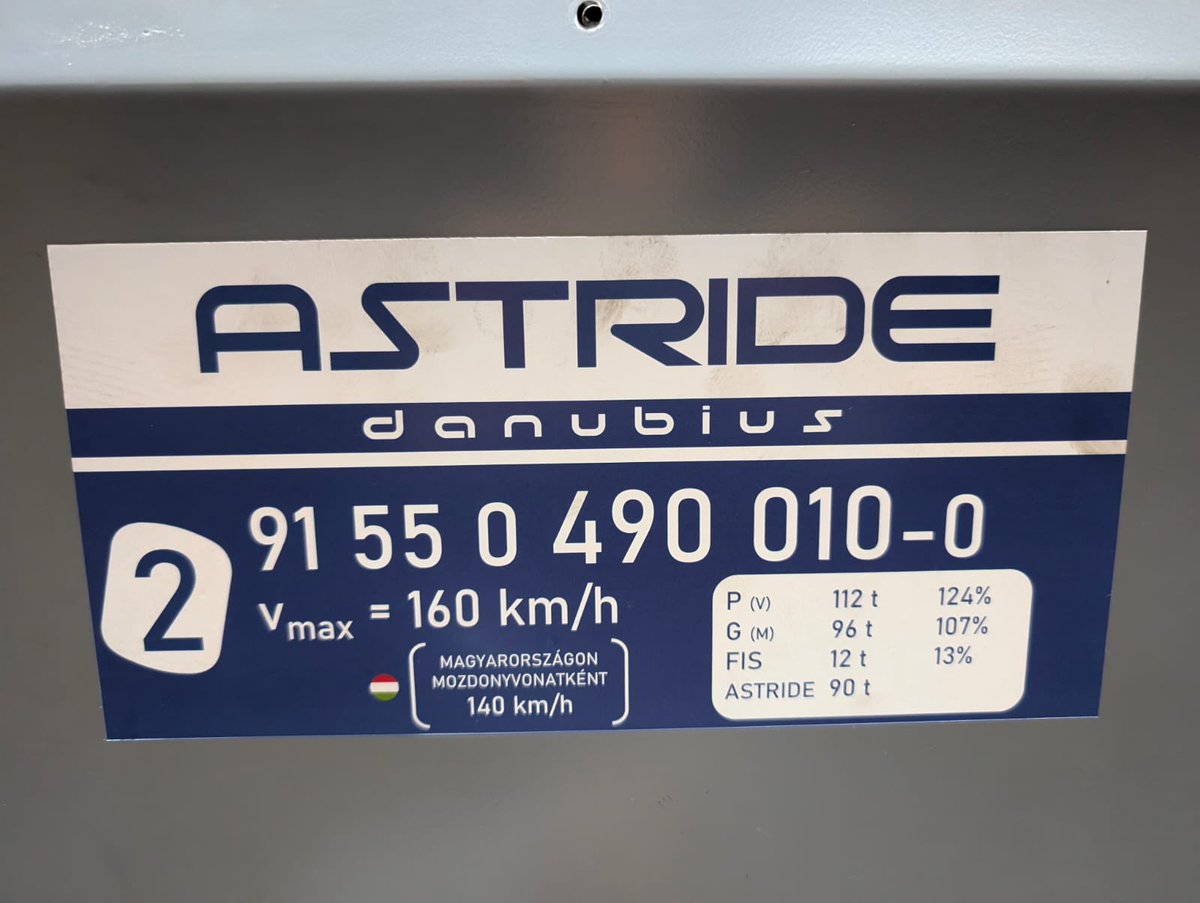 ASTRIDE
danubius
91 55 0 490 010-0
2
vmax = 160 km/h
MAGYARORSZÁGON
MOZDONYVONATKÉNT
140 km/h
P (V) 112 t 124%
G (M) 96 t 107%
FIS 12 t 13%
ASTRIDE 90 t